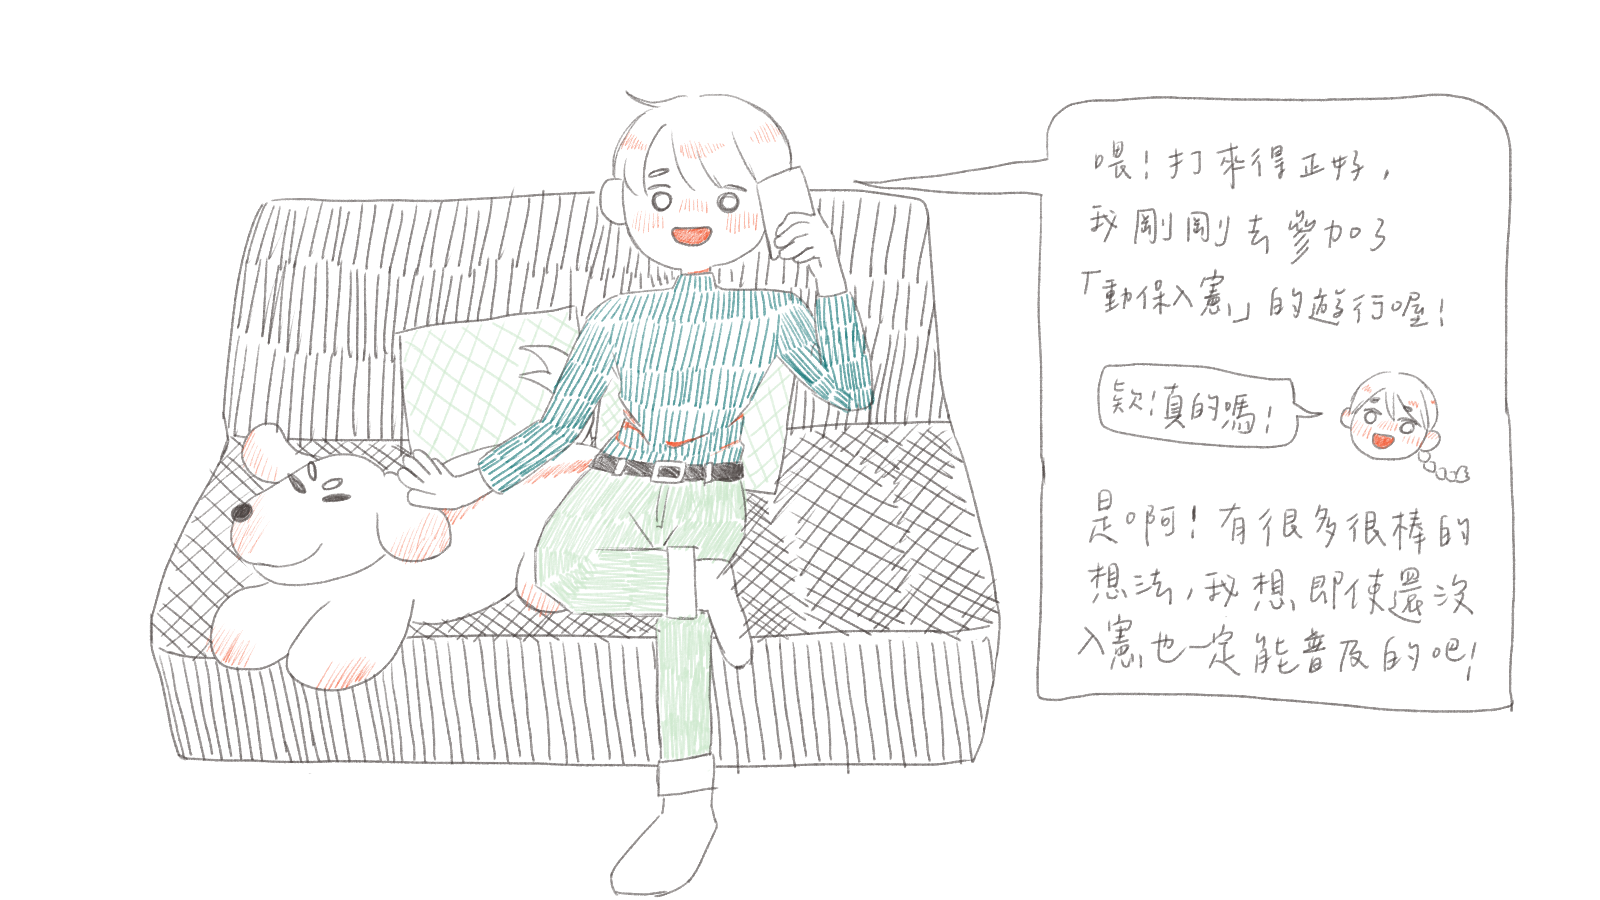 喂!打來得正好,
我剛剛去參加了
「動保入憲」的遊行喔!
欸!真的嗎!
是啊!有很多很棒的
想法,我想即使還沒
入憲也一定能普及的吧!